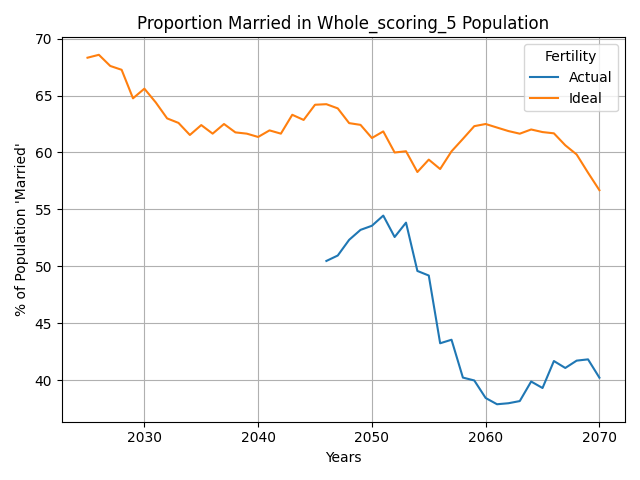 Proportion Married in Whole_scoring_5 Population
Fertility
Actual
Ideal
% of Population 'Married'
70
65
60
55
50
45
40
2030
2040
2050
2060
2070
Years